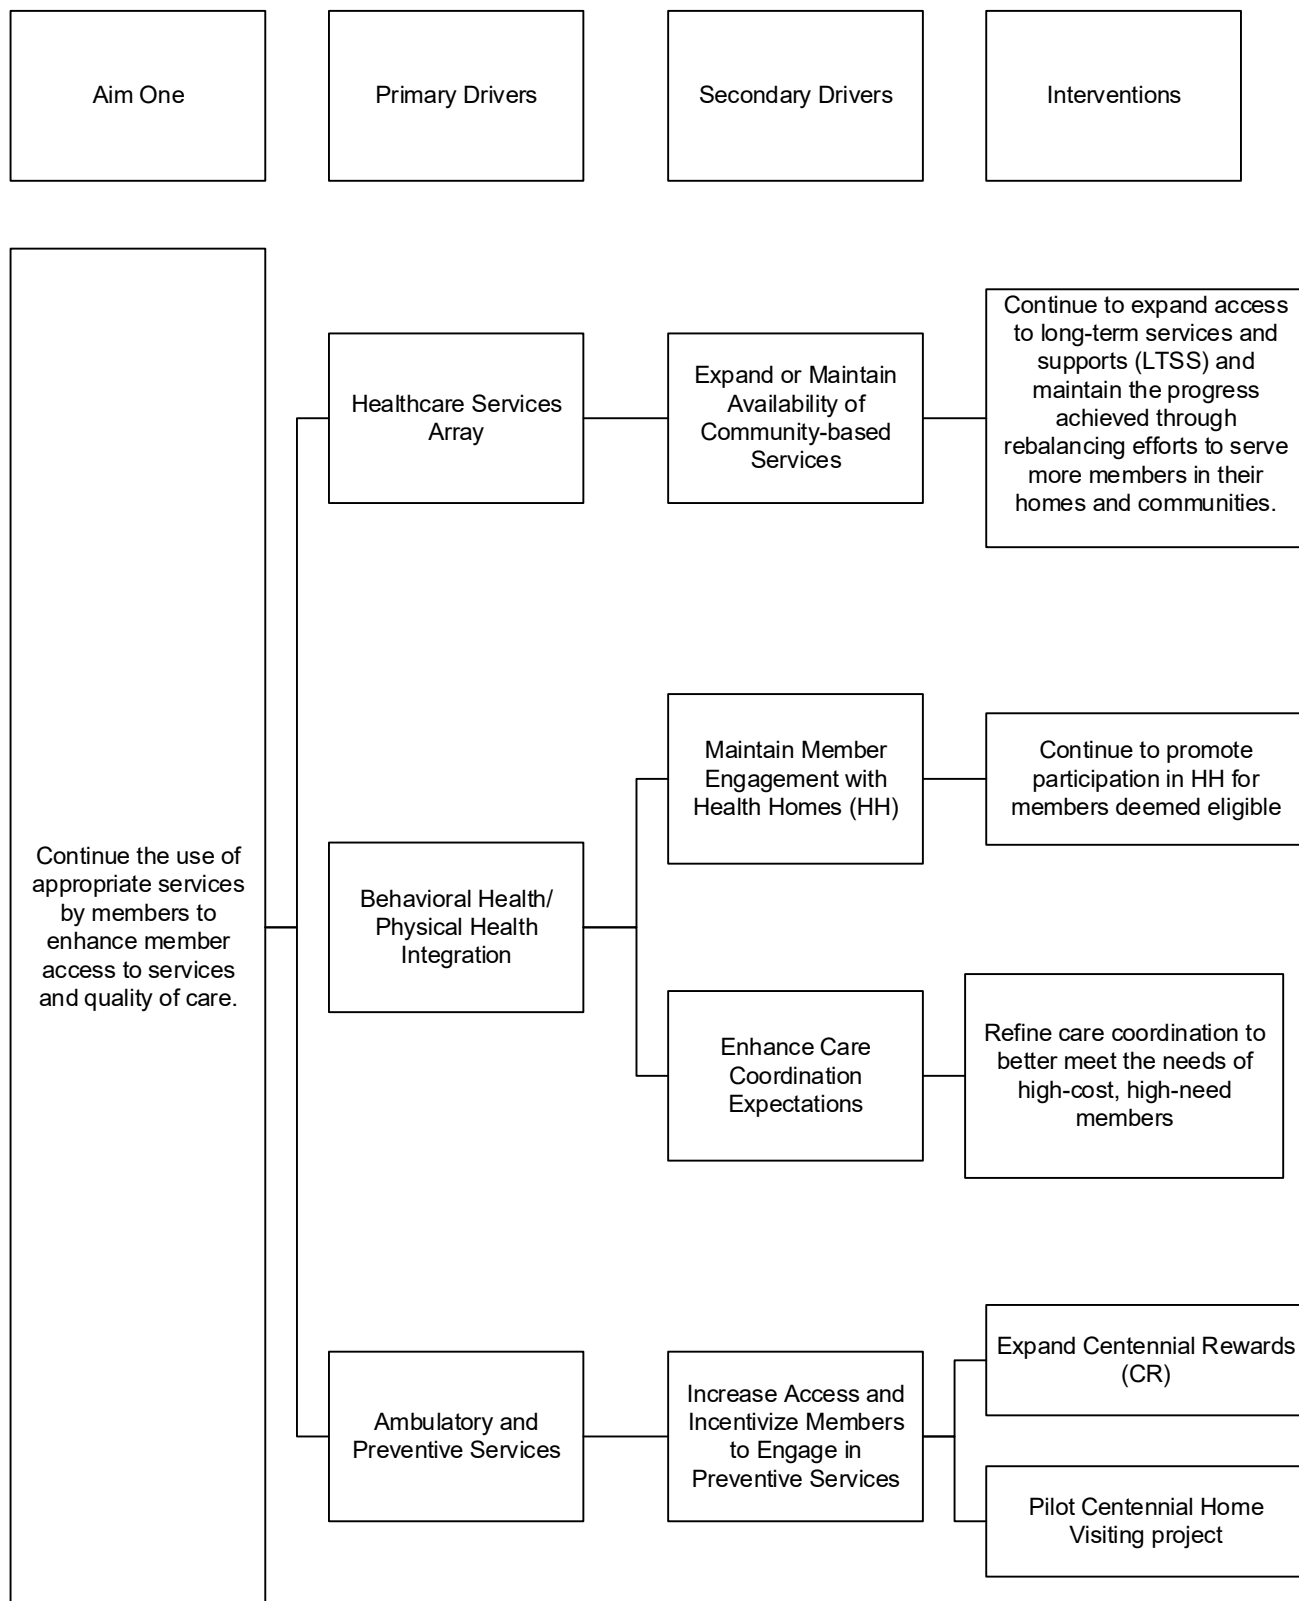 Aim One
Primary Drivers
Secondary Drivers
Interventions
Continue the use of
appropriate services
by members to
enhance member
access to services
and quality of care.
Healthcare Services
Array
Expand or Maintain
Availability of
Community-based
Services
Continue to expand access
to long-term services and
supports (LTSS) and
maintain the progress
achieved through
rebalancing efforts to serve
more members in their
homes and communities.
Behavioral Health/
Physical Health
Integration
Maintain Member
Engagement with
Health Homes (HH)
Continue to promote
participation in HH for
members deemed eligible
Enhance Care
Coordination
Expectations
Refine care coordination to
better meet the needs of
high-cost, high-need
members
Ambulatory and
Preventive Services
Increase Access and
Incentivize Members
to Engage in
Preventive Services
Expand Centennial Rewards
(CR)
Pilot Centennial Home
Visiting project